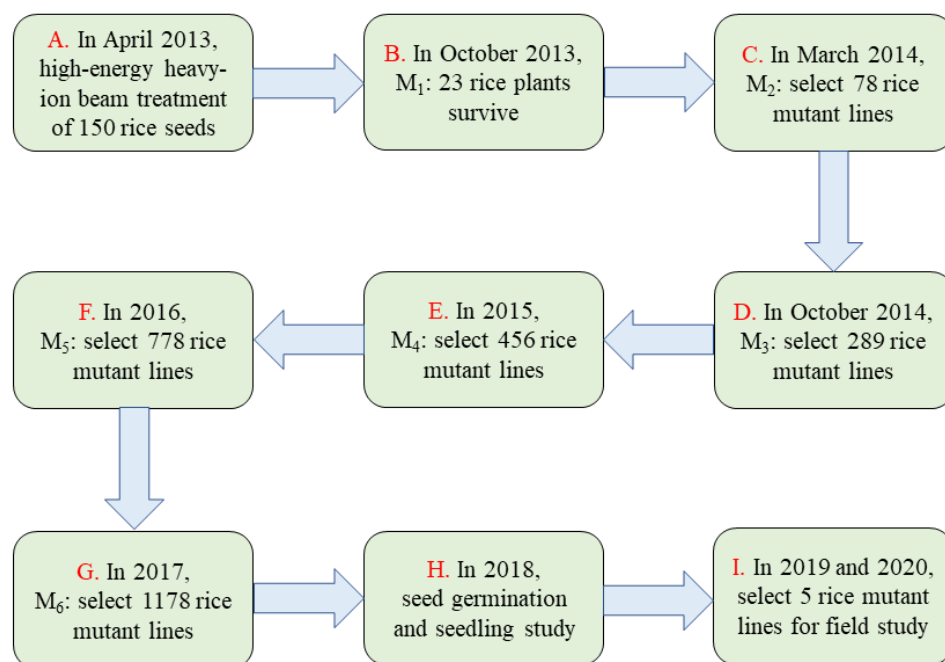 A. In April 2013,
high-energy heavy-
ion beam treatment
of 150 rice seeds
B. In October 2013,
M₁: 23 rice plants
survive
C. In March 2014,
M₂: select 78 rice
mutant lines
D. In October 2014,
M₃: select 289 rice
mutant lines
E. In 2015,
M₄: select 456 rice
mutant lines
F. In 2016,
M₅: select 778 rice
mutant lines
G. In 2017,
M₆: select 1178 rice
mutant lines
H. In 2018,
seed germination
and seedling study
I. In 2019 and 2020,
select 5 rice mutant
lines for field study